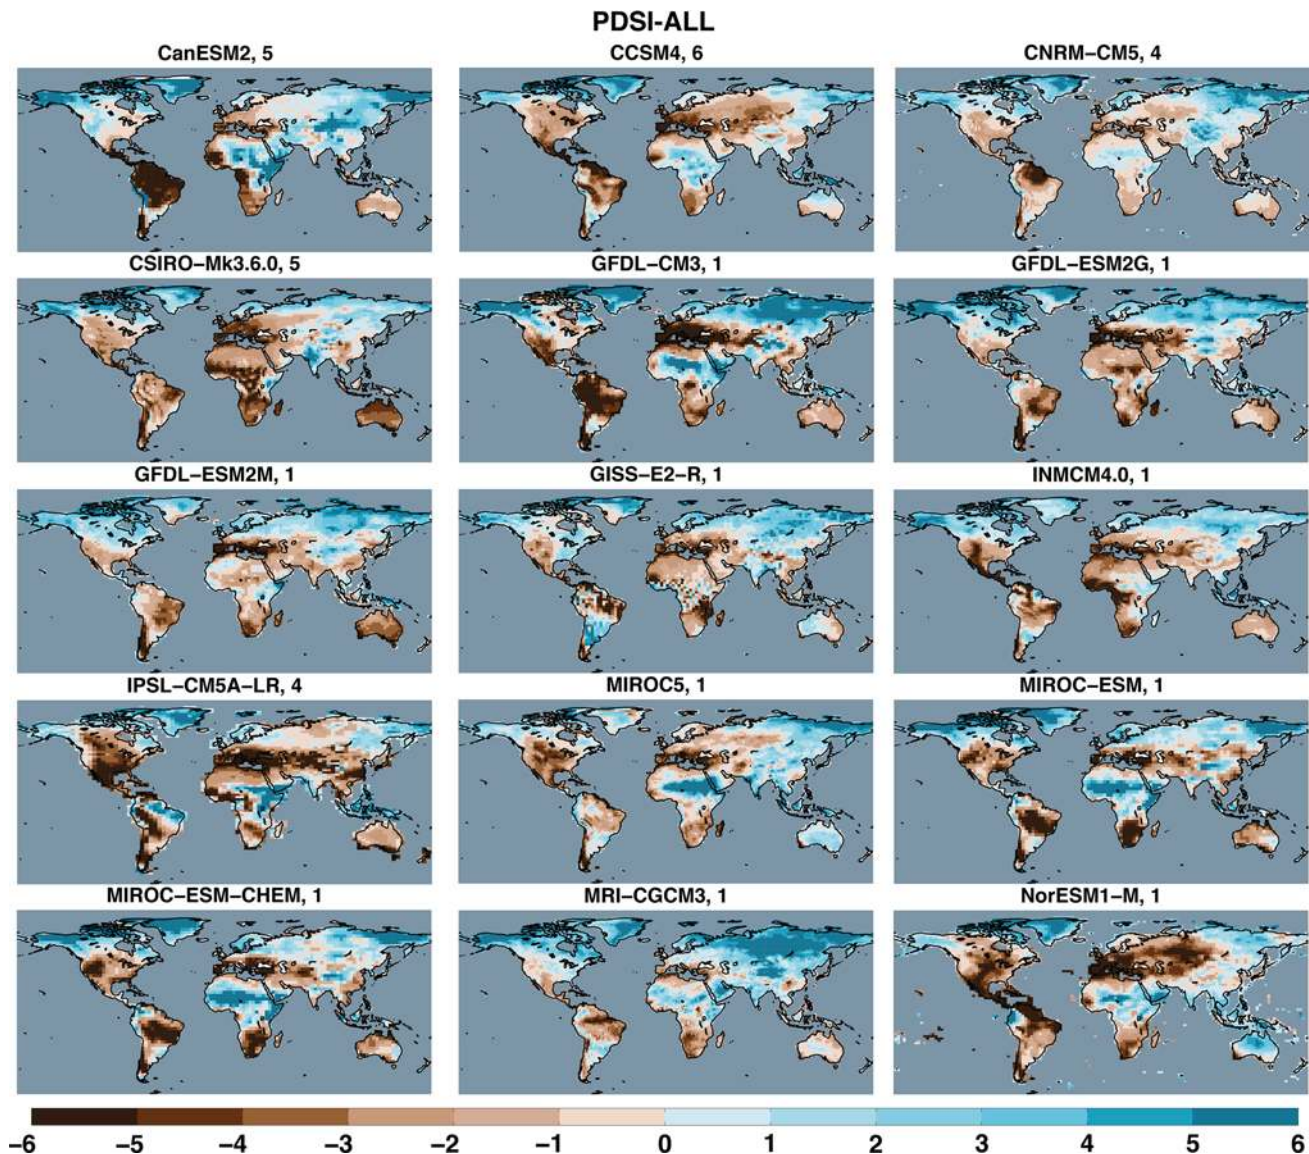 PDSI-ALL
CanESM2, 5
CCSM4, 6
CNRM-CM5, 4
CSIRO-Mk3.6.0, 5
GFDL-CM3, 1
GFDL-ESM2G, 1
GFDL-ESM2M, 1
GISS-E2-R, 1
INMCM4.0, 1
IPSL-CM5A-LR, 4
MIROC5, 1
MIROC-ESM, 1
MIROC-ESM-CHEM, 1
MRI-CGCM3, 1
NorESM1-M, 1
-6 -5 -4 -3 -2 -1 0 1 2 3 4 5 6